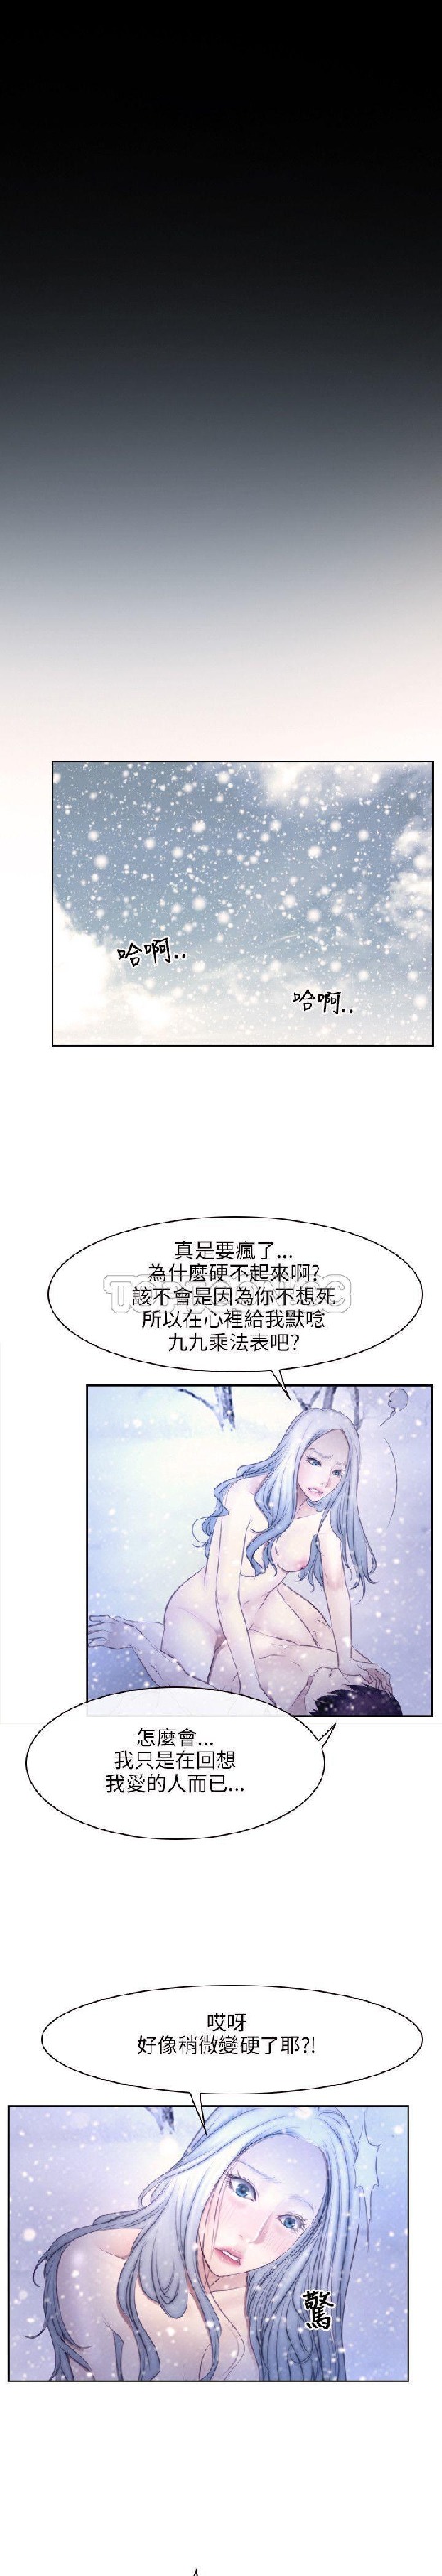 哈啊..
哈啊..
真是要瘋了...
為什麼硬不起來啊?
該不會是因為你不想死
所以在心裡給我默唸
九九乘法表吧?
怎麼會...
我只是在回想
我愛的人而已...
哎呀
好像稍微變硬了耶?!
驚